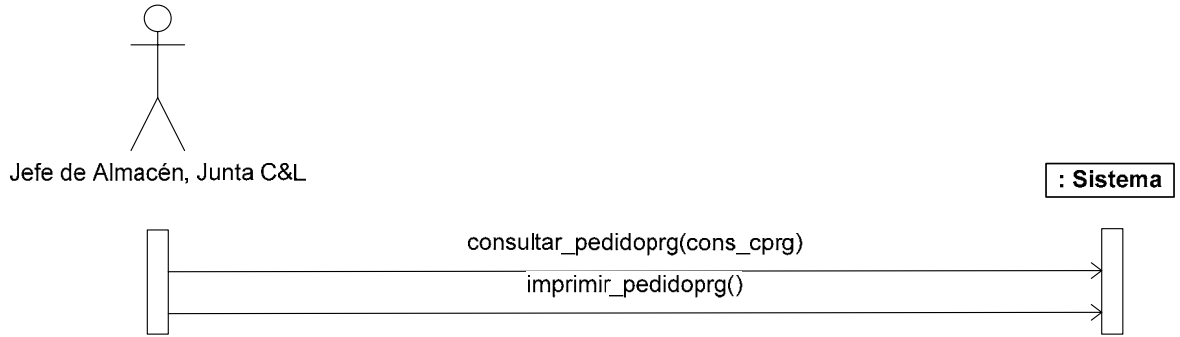 Jefe de Almacén, Junta C&L
: Sistema
consultar_pedidoprg(cons_cprg)
imprimir_pedidoprg()